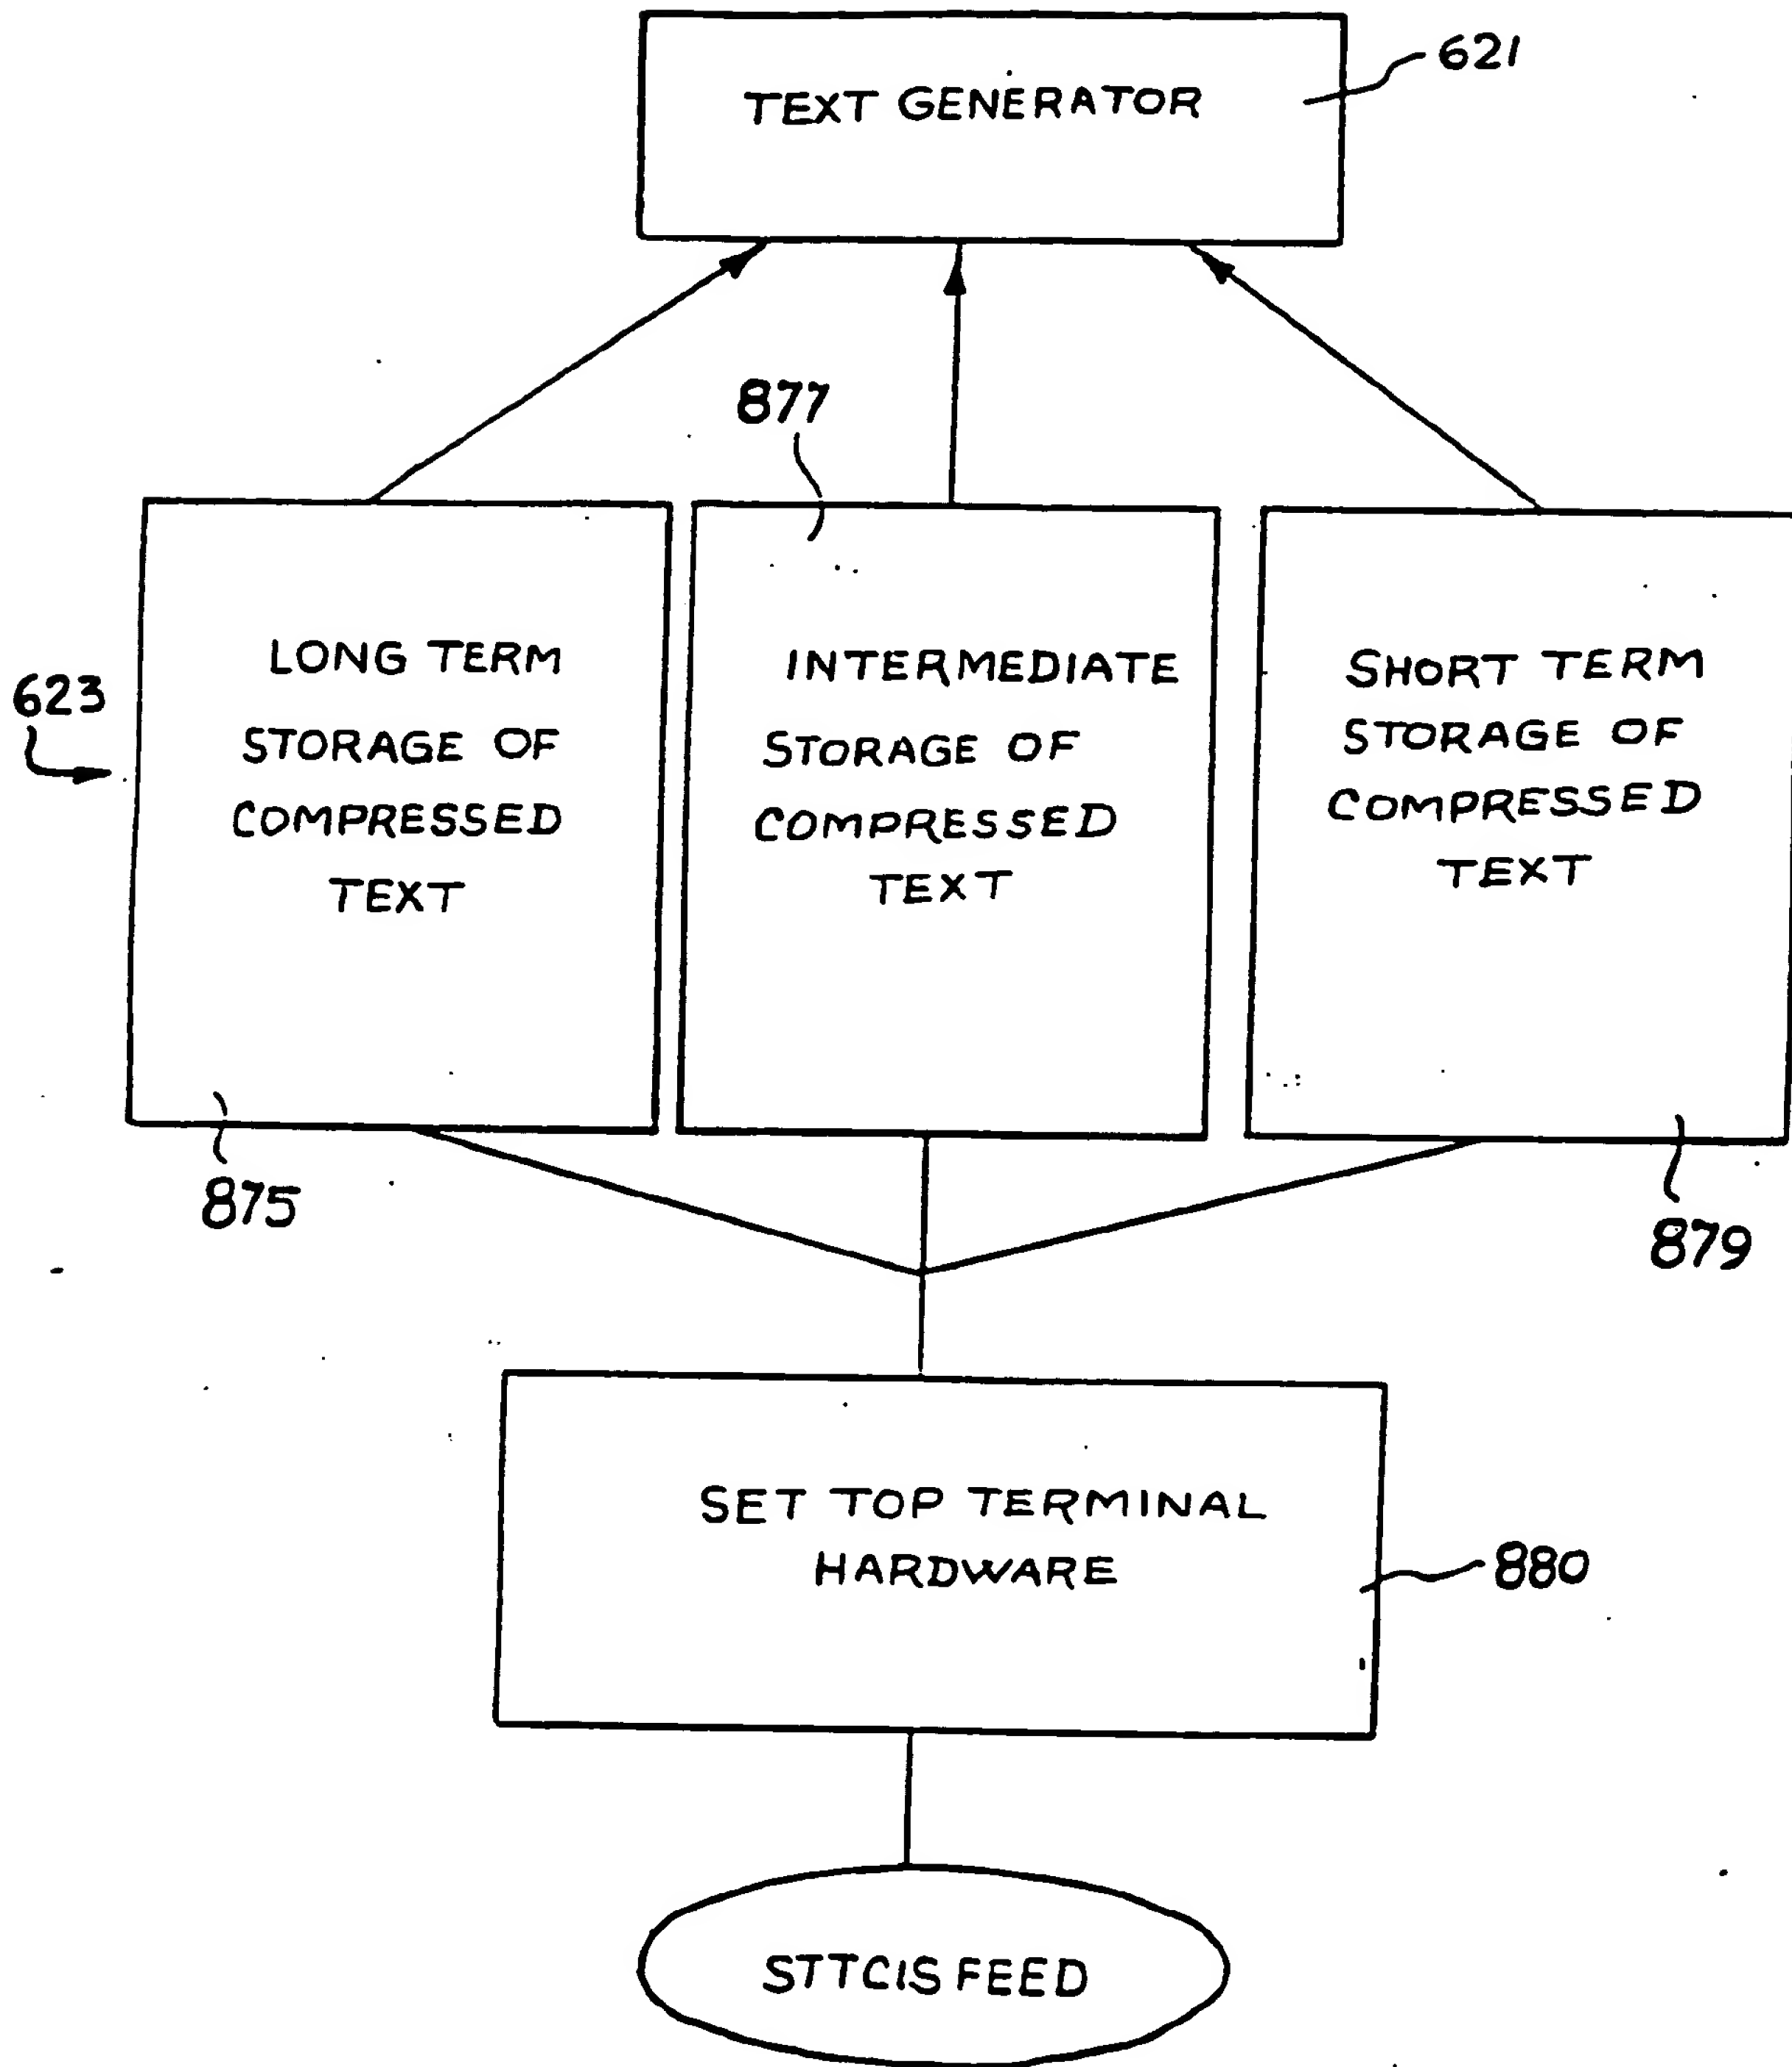 621
TEXT GENERATOR
877
623
LONG TERM
STORAGE OF
COMPRESSED
TEXT
INTERMEDIATE
STORAGE OF
COMPRESSED
TEXT
SHORT TERM
STORAGE OF
COMPRESSED
TEXT
875
879
SET TOP TERMINAL
HARDWARE
880
STTCIS FEED